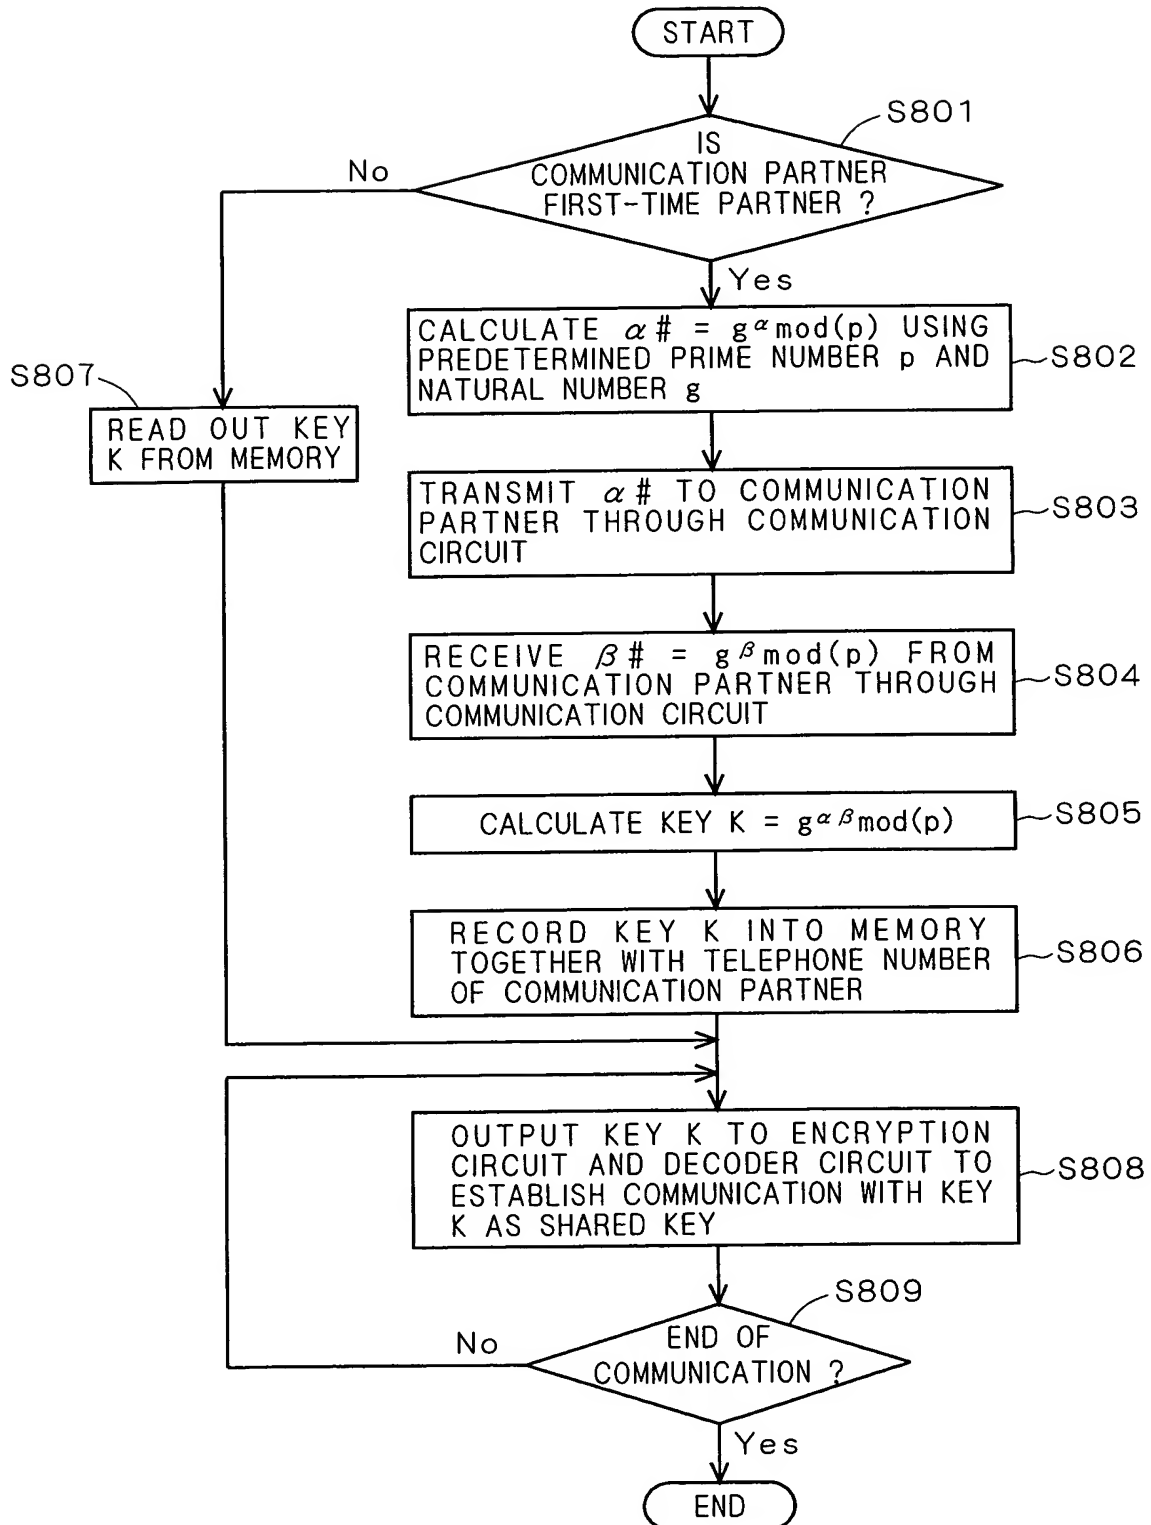 START
S801
IS
COMMUNICATION PARTNER
FIRST-TIME PARTNER ?
No
Yes
CALCULATE α# = g^α mod(p) USING
PREDETERMINED PRIME NUMBER p AND
NATURAL NUMBER g
S802
S807
READ OUT KEY
K FROM MEMORY
TRANSMIT α# TO COMMUNICATION
PARTNER THROUGH COMMUNICATION
CIRCUIT
S803
RECEIVE β# = g^β mod(p) FROM
COMMUNICATION PARTNER THROUGH
COMMUNICATION CIRCUIT
S804
CALCULATE KEY K = g^αβ mod(p)
S805
RECORD KEY K INTO MEMORY
TOGETHER WITH TELEPHONE NUMBER
OF COMMUNICATION PARTNER
S806
OUTPUT KEY K TO ENCRYPTION
CIRCUIT AND DECODER CIRCUIT TO
ESTABLISH COMMUNICATION WITH KEY
K AS SHARED KEY
S808
S809
END OF
COMMUNICATION ?
No
Yes
END